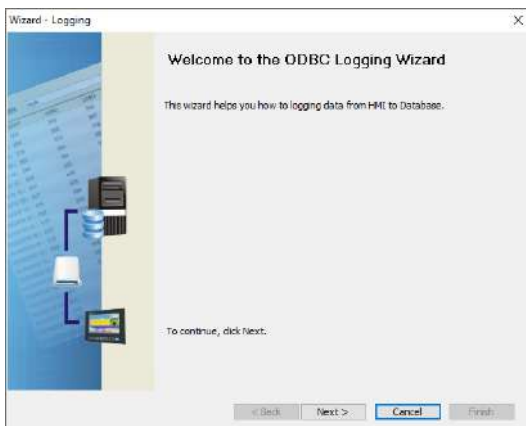 Wizard - Logging
Welcome to the ODBC Logging Wizard
This wizard helps you how to logging data from HMI to Database.
To continue, click Next.
< Back Next > Cancel Finish